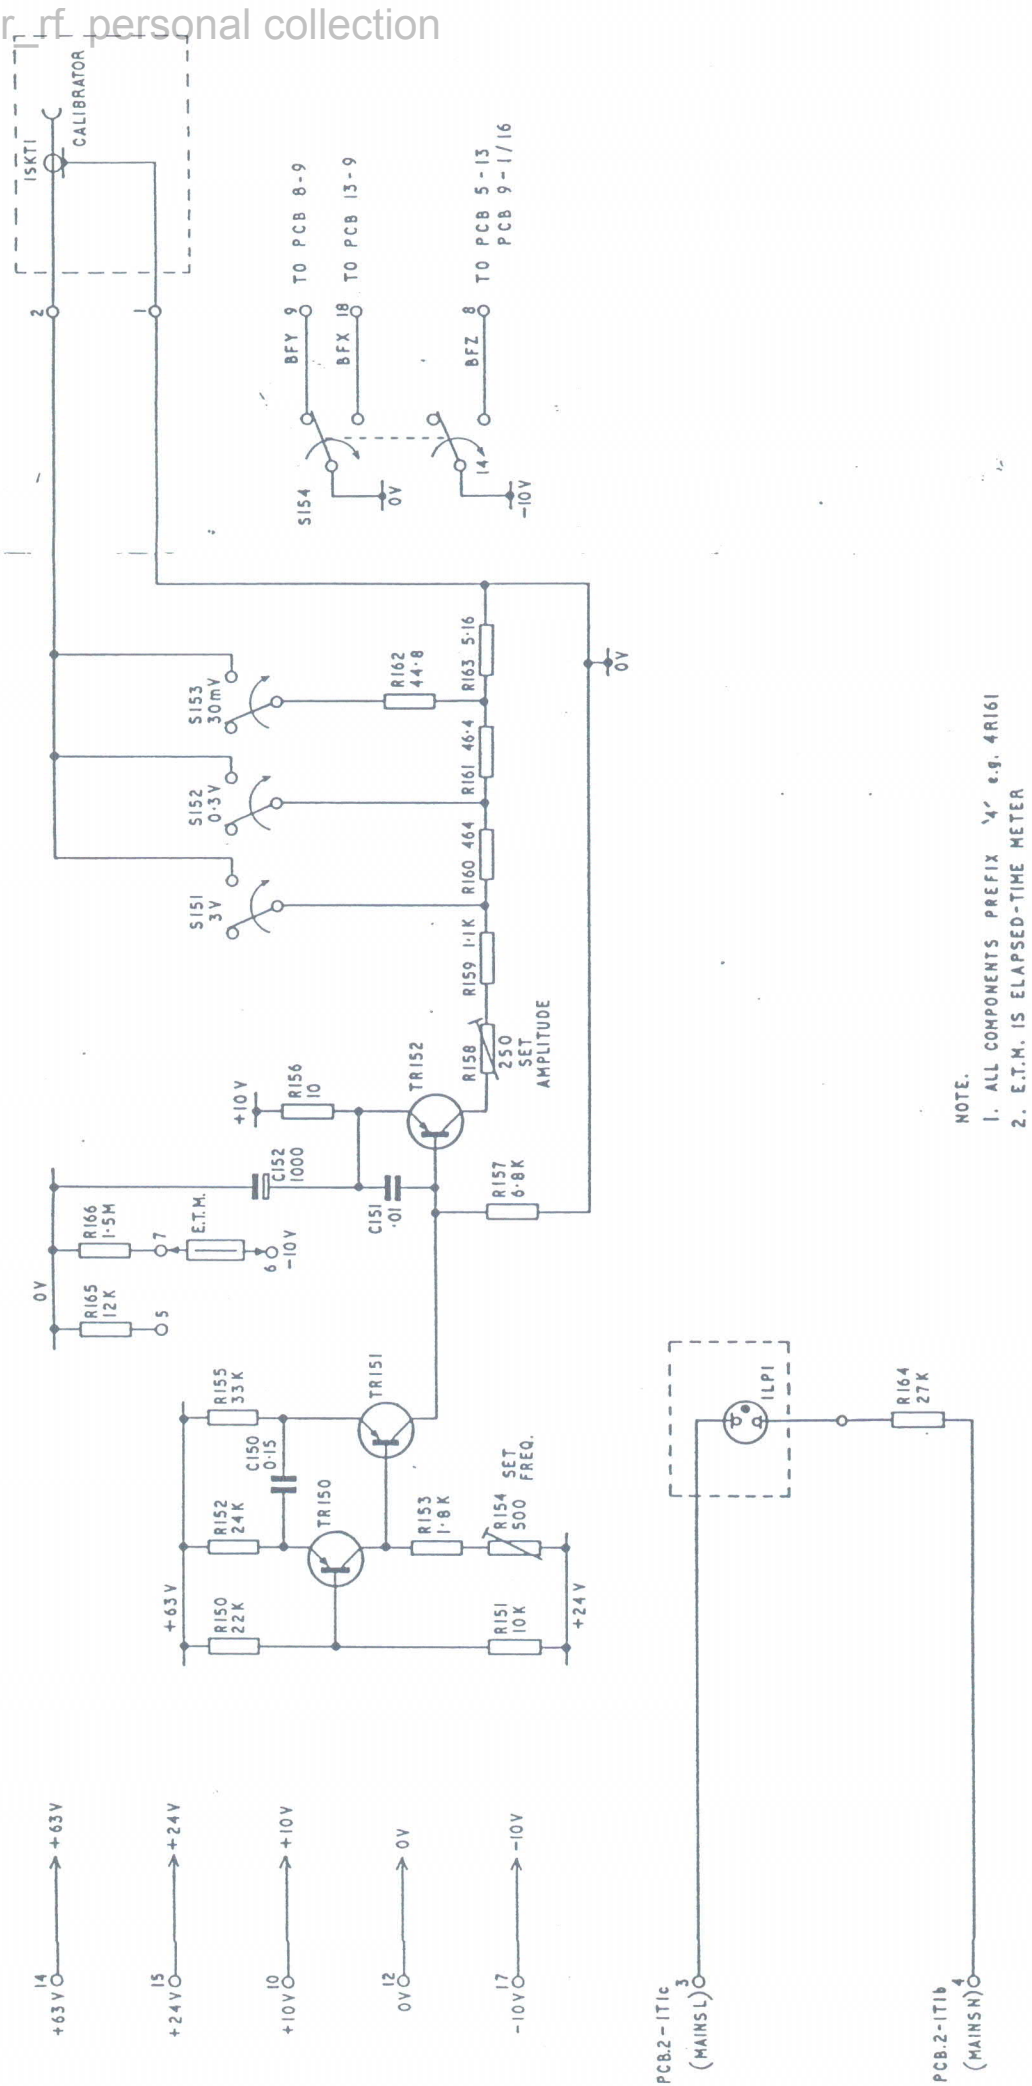 r_rf_personal collection
ISKT1
CALIBRATOR
2
1
BFY 9 TO PCB 8-9
BFX 18 TO PCB 13-9
BFZ 8 TO PCB 5-13
PCB 9-1/16
S154
0V
14
-10V
S153
30mV
S152
0·3V
S151
3V
R162
44·8
R163 5·16
R161 46·4
R160 464
R159 1·1K
R158
250
SET
AMPLITUDE
0V
TR152
+10V
R156
10
C152
1000
C151
·01
R157
6·8K
0V
R166
1·5M
7
E.T.M.
6
-10V
R165
12K
5
TR151
R155
33K
C150
0·15
TR150
R152
24K
R153
1·8K
R154
500
SET
FREQ.
+63V
R150
22K
R151
10K
+24V
14
+63V
+63V
15
+24V
+24V
10
+10V
+10V
12
0V
0V
17
-10V
-10V
PCB.2-1T1c
(MAINS L)
3
ILP1
R164
27K
PCB.2-1T1b
(MAINS N)
4
NOTE.
1. ALL COMPONENTS PREFIX '4' e.g. 4R161
2. E.T.M. IS ELAPSED-TIME METER